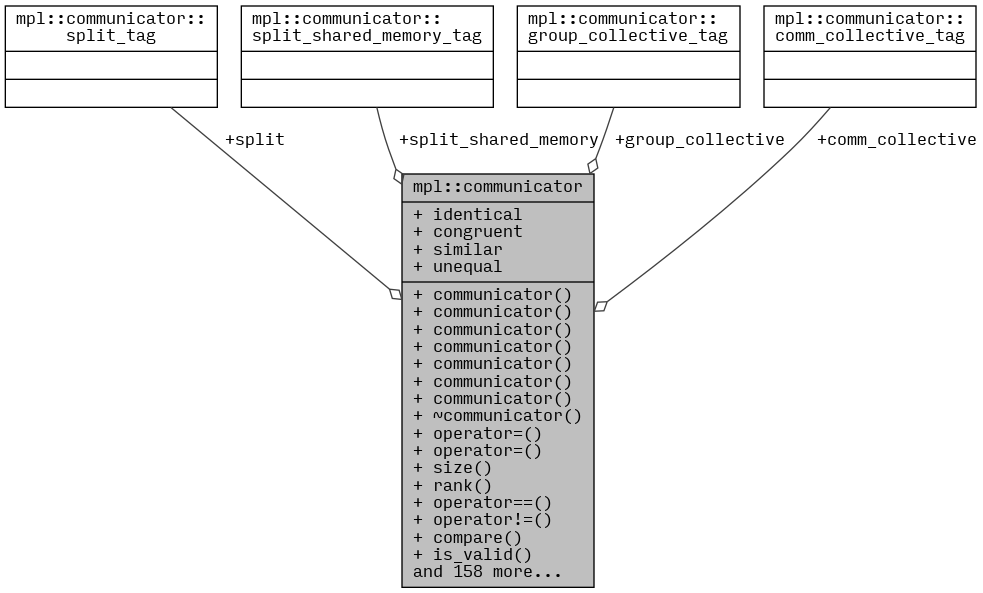 mpl::communicator::
split_tag
mpl::communicator::
split_shared_memory_tag
mpl::communicator::
group_collective_tag
mpl::communicator::
comm_collective_tag
+split
+split_shared_memory
+group_collective
+comm_collective
mpl::communicator
+ identical
+ congruent
+ similar
+ unequal
+ communicator()
+ communicator()
+ communicator()
+ communicator()
+ communicator()
+ communicator()
+ communicator()
+ ~communicator()
+ operator=()
+ operator=()
+ size()
+ rank()
+ operator==()
+ operator!=()
+ compare()
+ is_valid()
and 158 more...